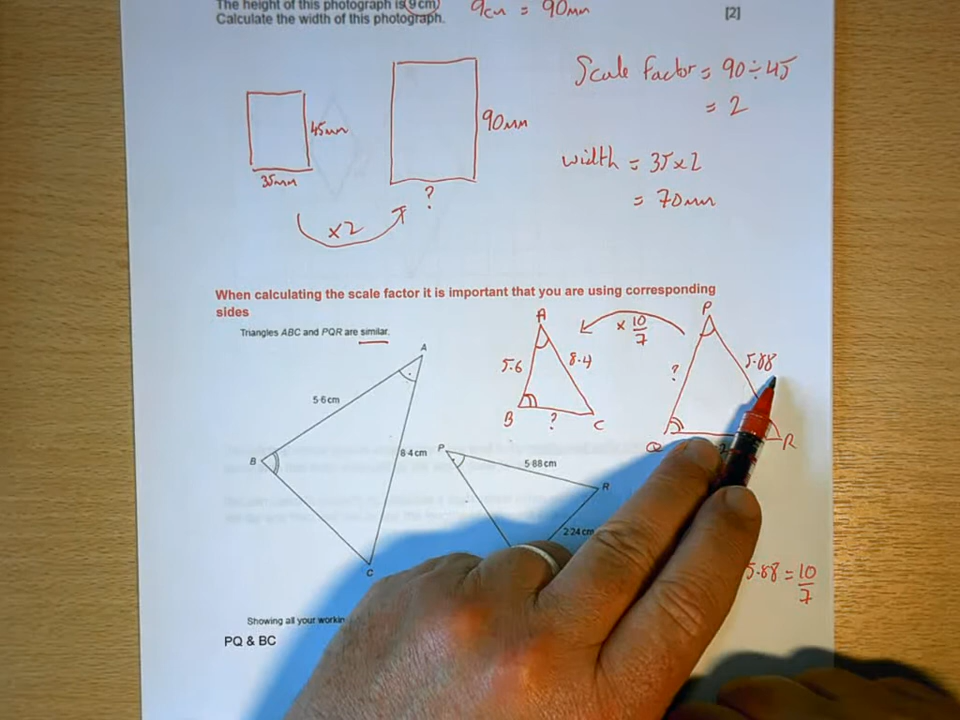 The height of this photograph is 9cm
9cm = 90mm
Calculate the width of this photograph.
[2]
Scale Factor = 90÷45
= 2
45mm
90mm
35mm
?
×2
width = 35×2
= 70mm
When calculating the scale factor it is important that you are using corresponding
sides
Triangles ABC and PQR are similar.
A
5·6cm
B
8·4cm
C
P
5·88cm
R
2·24cm
A
5.6
8.4
B
?
C
× 10/7
P
?
5.88
Q
2
R
5.88 = 10/7
Showing all your workin
PQ & BC